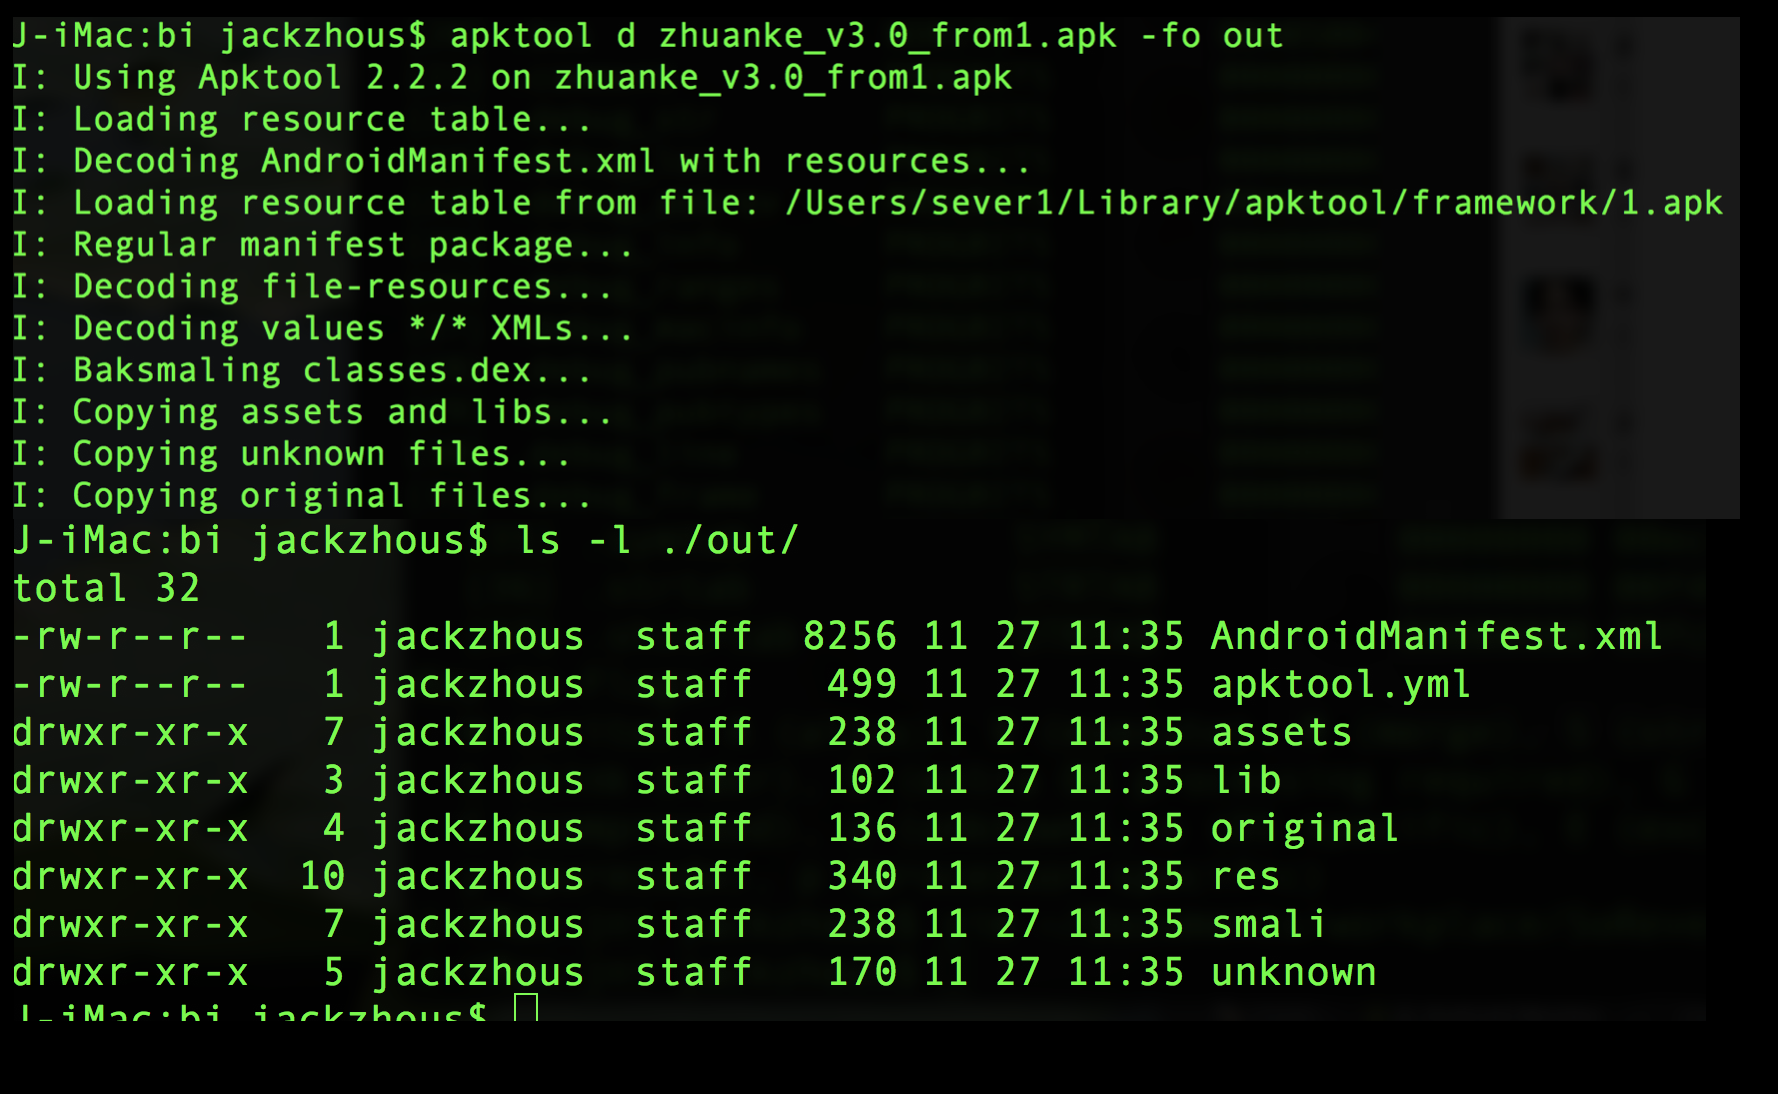 J-iMac:bi jackzhous$ apktool d zhuanke_v3.0_from1.apk -fo out
I: Using Apktool 2.2.2 on zhuanke_v3.0_from1.apk
I: Loading resource table...
I: Decoding AndroidManifest.xml with resources...
I: Loading resource table from file: /Users/sever1/Library/apktool/framework/1.apk
I: Regular manifest package...
I: Decoding file-resources...
I: Decoding values */* XMLs...
I: Baksmaling classes.dex...
I: Copying assets and libs...
I: Copying unknown files...
I: Copying original files...
J-iMac:bi jackzhous$ ls -l ./out/
total 32
-rw-r--r--   1 jackzhous  staff  8256 11 27 11:35 AndroidManifest.xml
-rw-r--r--   1 jackzhous  staff   499 11 27 11:35 apktool.yml
drwxr-xr-x   7 jackzhous  staff   238 11 27 11:35 assets
drwxr-xr-x   3 jackzhous  staff   102 11 27 11:35 lib
drwxr-xr-x   4 jackzhous  staff   136 11 27 11:35 original
drwxr-xr-x  10 jackzhous  staff   340 11 27 11:35 res
drwxr-xr-x   7 jackzhous  staff   238 11 27 11:35 smali
drwxr-xr-x   5 jackzhous  staff   170 11 27 11:35 unknown
J-iMac:bi jackzhous$